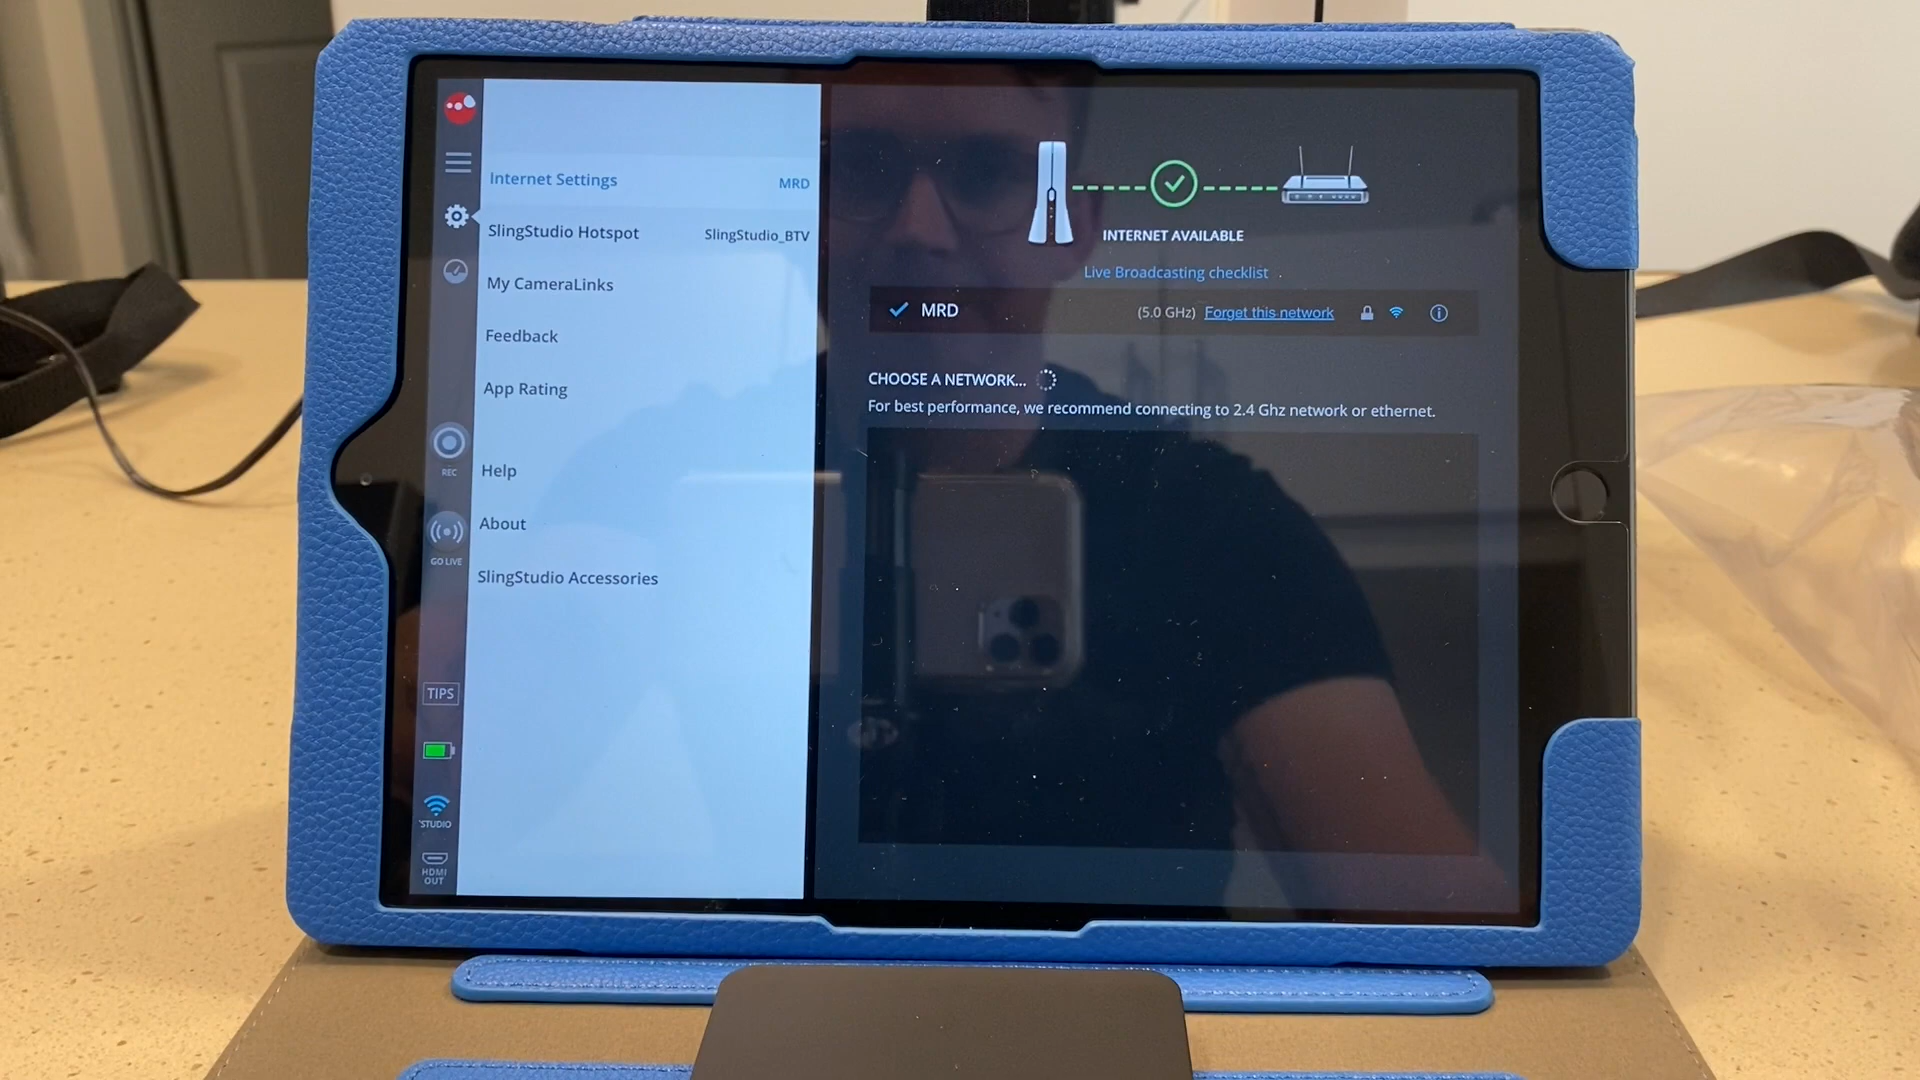 Internet Settings MRD
SlingStudio Hotspot SlingStudio_BTV
My CameraLinks
Feedback
App Rating
Help
About
SlingStudio Accessories
REC
GO LIVE
TIPS
'STUDIO
HDMI
OUT
INTERNET AVAILABLE
Live Broadcasting checklist
MRD (5.0 GHz) Forget this network
CHOOSE A NETWORK...
For best performance, we recommend connecting to 2.4 Ghz network or ethernet.